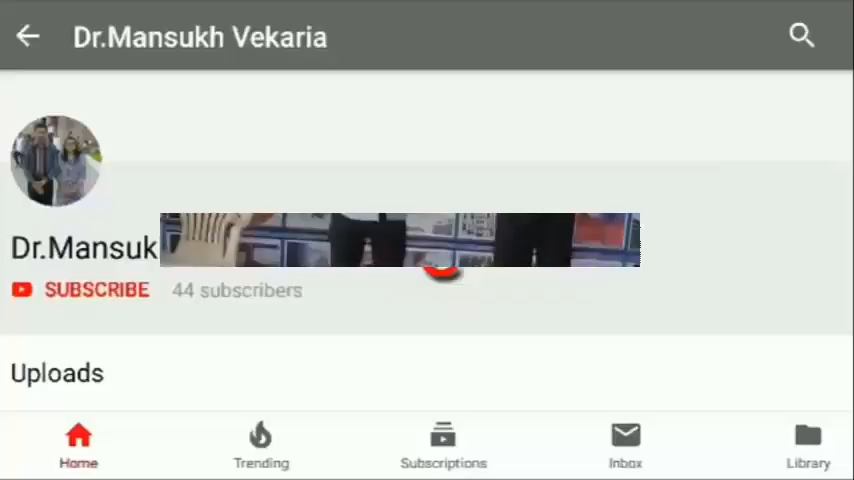 Dr.Mansukh Vekaria
Dr.Mansuk
SUBSCRIBE 44 subscribers
Uploads
Home Trending Subscriptions Inbox Library